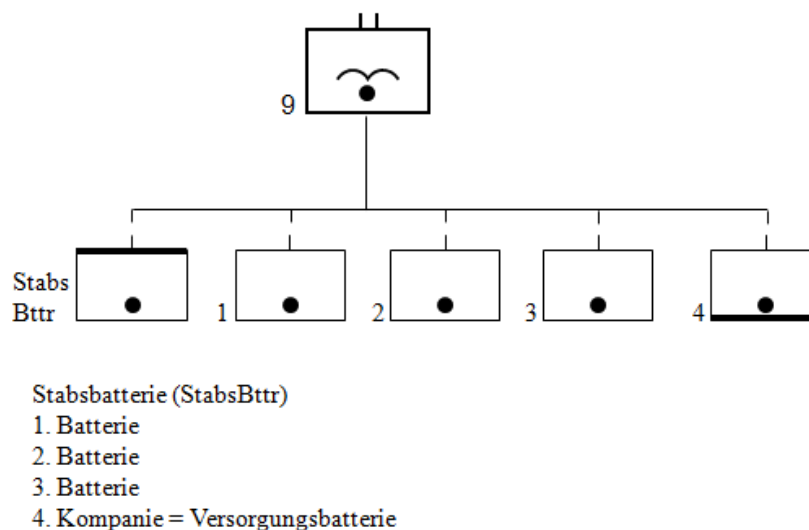 9
Stabs
Bttr
1
2
3
4
Stabsbatterie (StabsBttr)
1. Batterie
2. Batterie
3. Batterie
4. Kompanie = Versorgungsbatterie